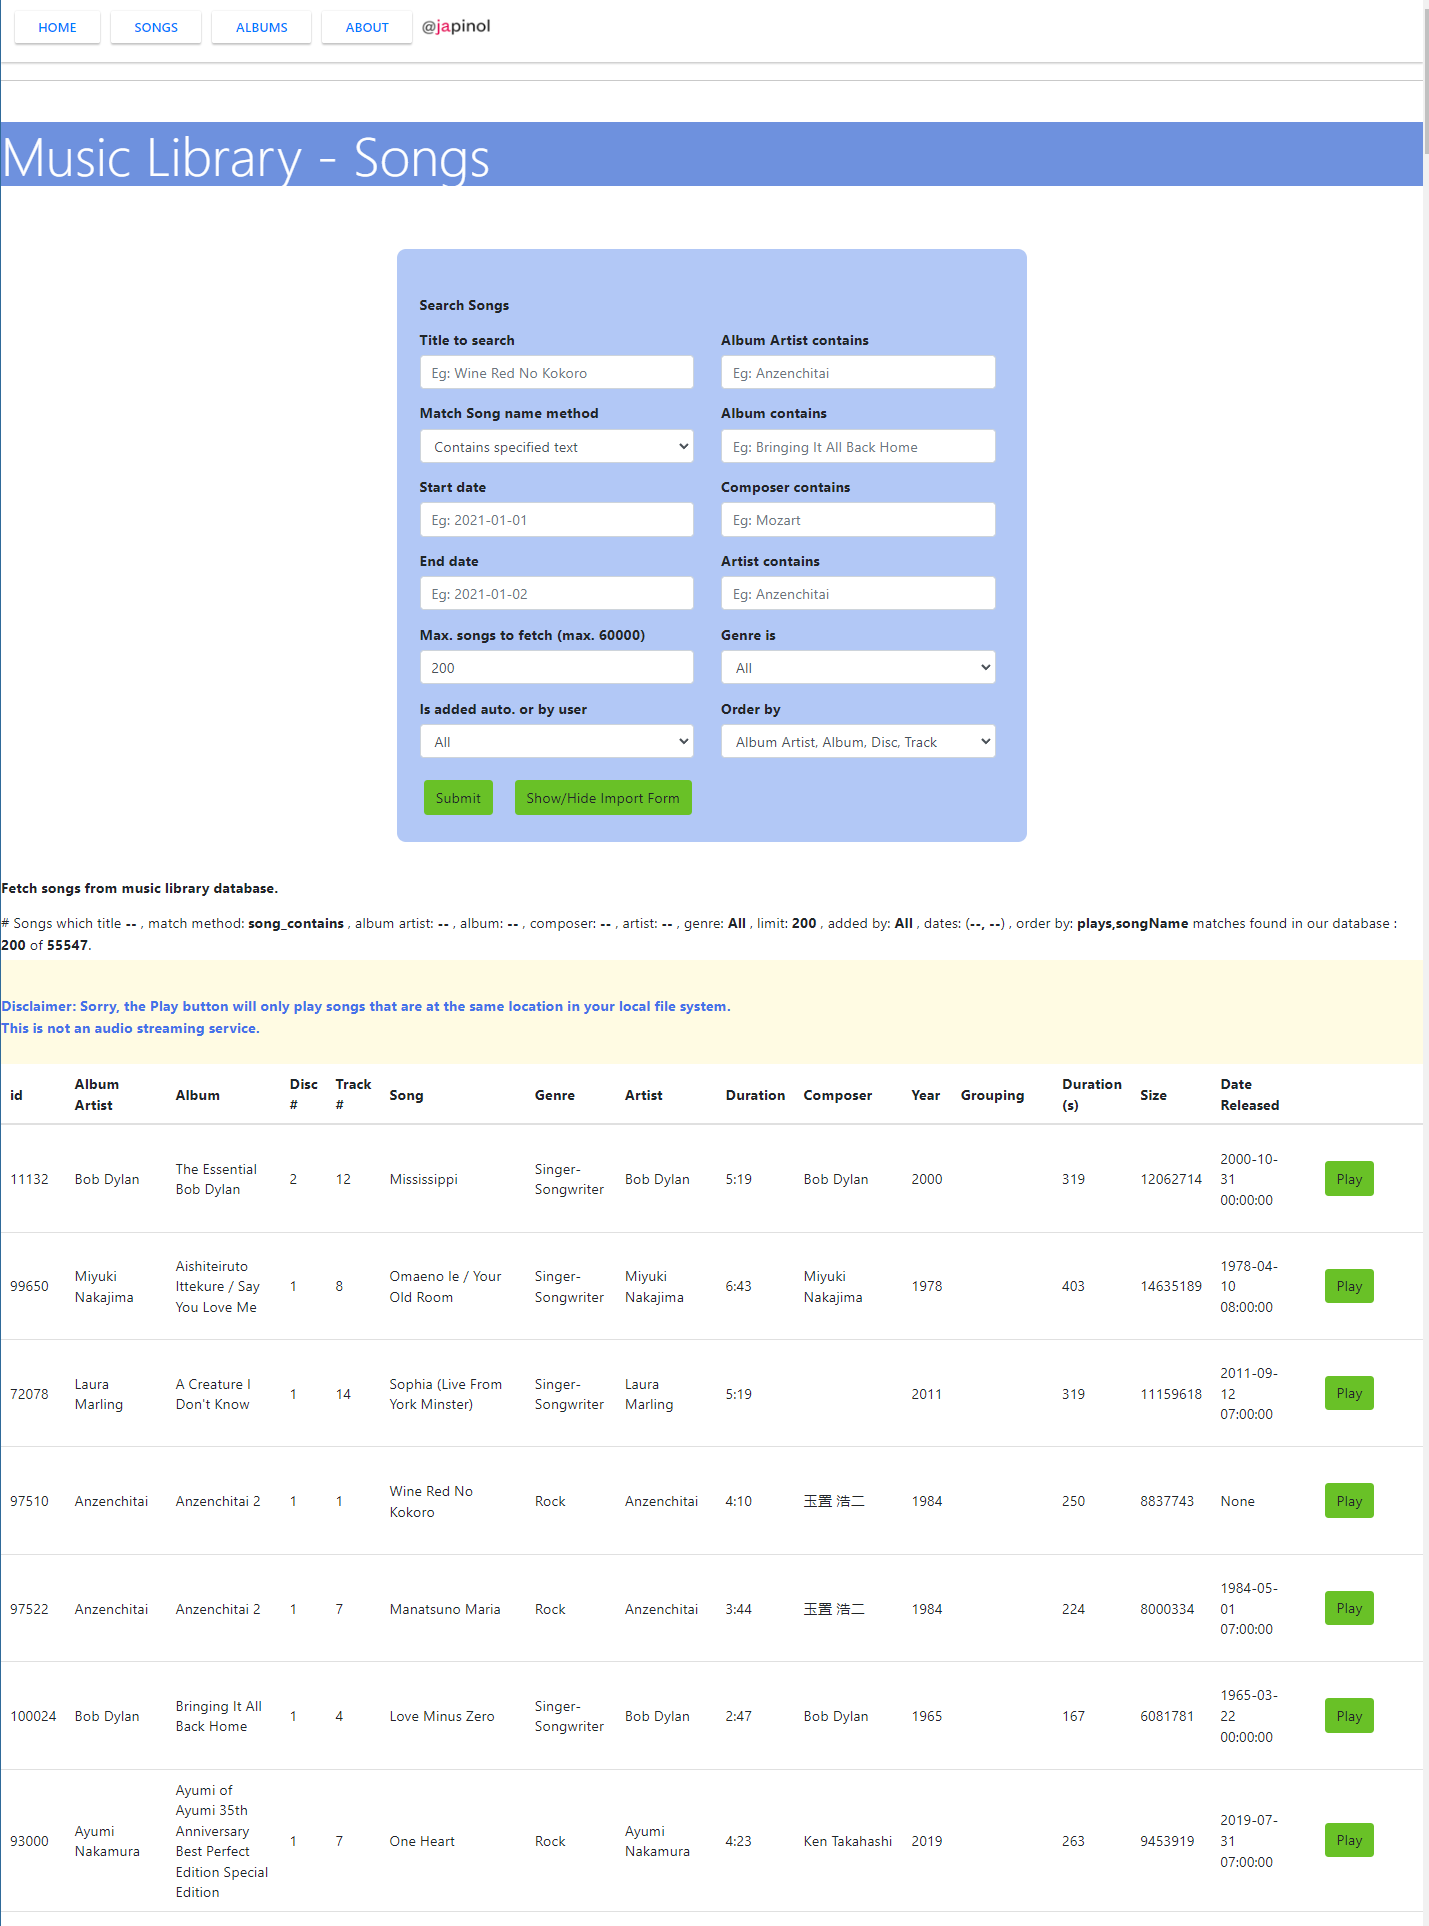 HOME SONGS ALBUMS ABOUT @japinol
Music Library - Songs
Search Songs
Title to search Album Artist contains
Eg: Wine Red No Kokoro Eg: Anzenchitai
Match Song name method Album contains
Contains specified text Eg: Bringing It All Back Home
Start date Composer contains
Eg: 2021-01-01 Eg: Mozart
End date Artist contains
Eg: 2021-01-02 Eg: Anzenchitai
Max. songs to fetch (max. 60000) Genre is
200 All
Is added auto. or by user Order by
All Album Artist, Album, Disc, Track
Submit Show/Hide Import Form
Fetch songs from music library database.
# Songs which title -- , match method: song_contains , album artist: -- , album: -- , composer: -- , artist: -- , genre: All , limit: 200 , added by: All , dates: (--, --) , order by: plays,songName matches found in our database :
200 of 55547.
Disclaimer: Sorry, the Play button will only play songs that are at the same location in your local file system.
This is not an audio streaming service.
id Album Artist Album Disc # Track # Song Genre Artist Duration Composer Year Grouping Duration (s) Size Date Released
11132 Bob Dylan The Essential Bob Dylan 2 12 Mississippi Singer-Songwriter Bob Dylan 5:19 Bob Dylan 2000 319 12062714 2000-10-31 00:00:00 Play
99650 Miyuki Nakajima Aishiteiruto Ittekure / Say You Love Me 1 8 Omaeno Ie / Your Old Room Singer-Songwriter Miyuki Nakajima 6:43 Miyuki Nakajima 1978 403 14635189 1978-04-10 08:00:00 Play
72078 Laura Marling A Creature I Don't Know 1 14 Sophia (Live From York Minster) Singer-Songwriter Laura Marling 5:19 2011 319 11159618 2011-09-12 07:00:00 Play
97510 Anzenchitai Anzenchitai 2 1 1 Wine Red No Kokoro Rock Anzenchitai 4:10 玉置 浩二 1984 250 8837743 None Play
97522 Anzenchitai Anzenchitai 2 1 7 Manatsuno Maria Rock Anzenchitai 3:44 玉置 浩二 1984 224 8000334 1984-05-01 07:00:00 Play
100024 Bob Dylan Bringing It All Back Home 1 4 Love Minus Zero Singer-Songwriter Bob Dylan 2:47 Bob Dylan 1965 167 6081781 1965-03-22 00:00:00 Play
93000 Ayumi Nakamura Ayumi of Ayumi 35th Anniversary Best Perfect Edition Special Edition 1 7 One Heart Rock Ayumi Nakamura 4:23 Ken Takahashi 2019 263 9453919 2019-07-31 07:00:00 Play